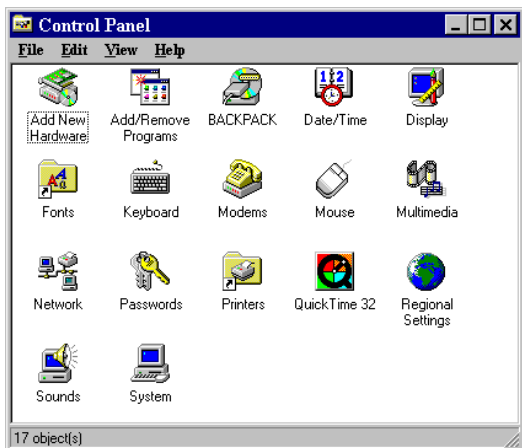 Control Panel
File Edit View Help
Add New Hardware
Add/Remove Programs
BACKPACK
Date/Time
Display
Fonts
Keyboard
Modems
Mouse
Multimedia
Network
Passwords
Printers
QuickTime 32
Regional Settings
Sounds
System
17 object(s)